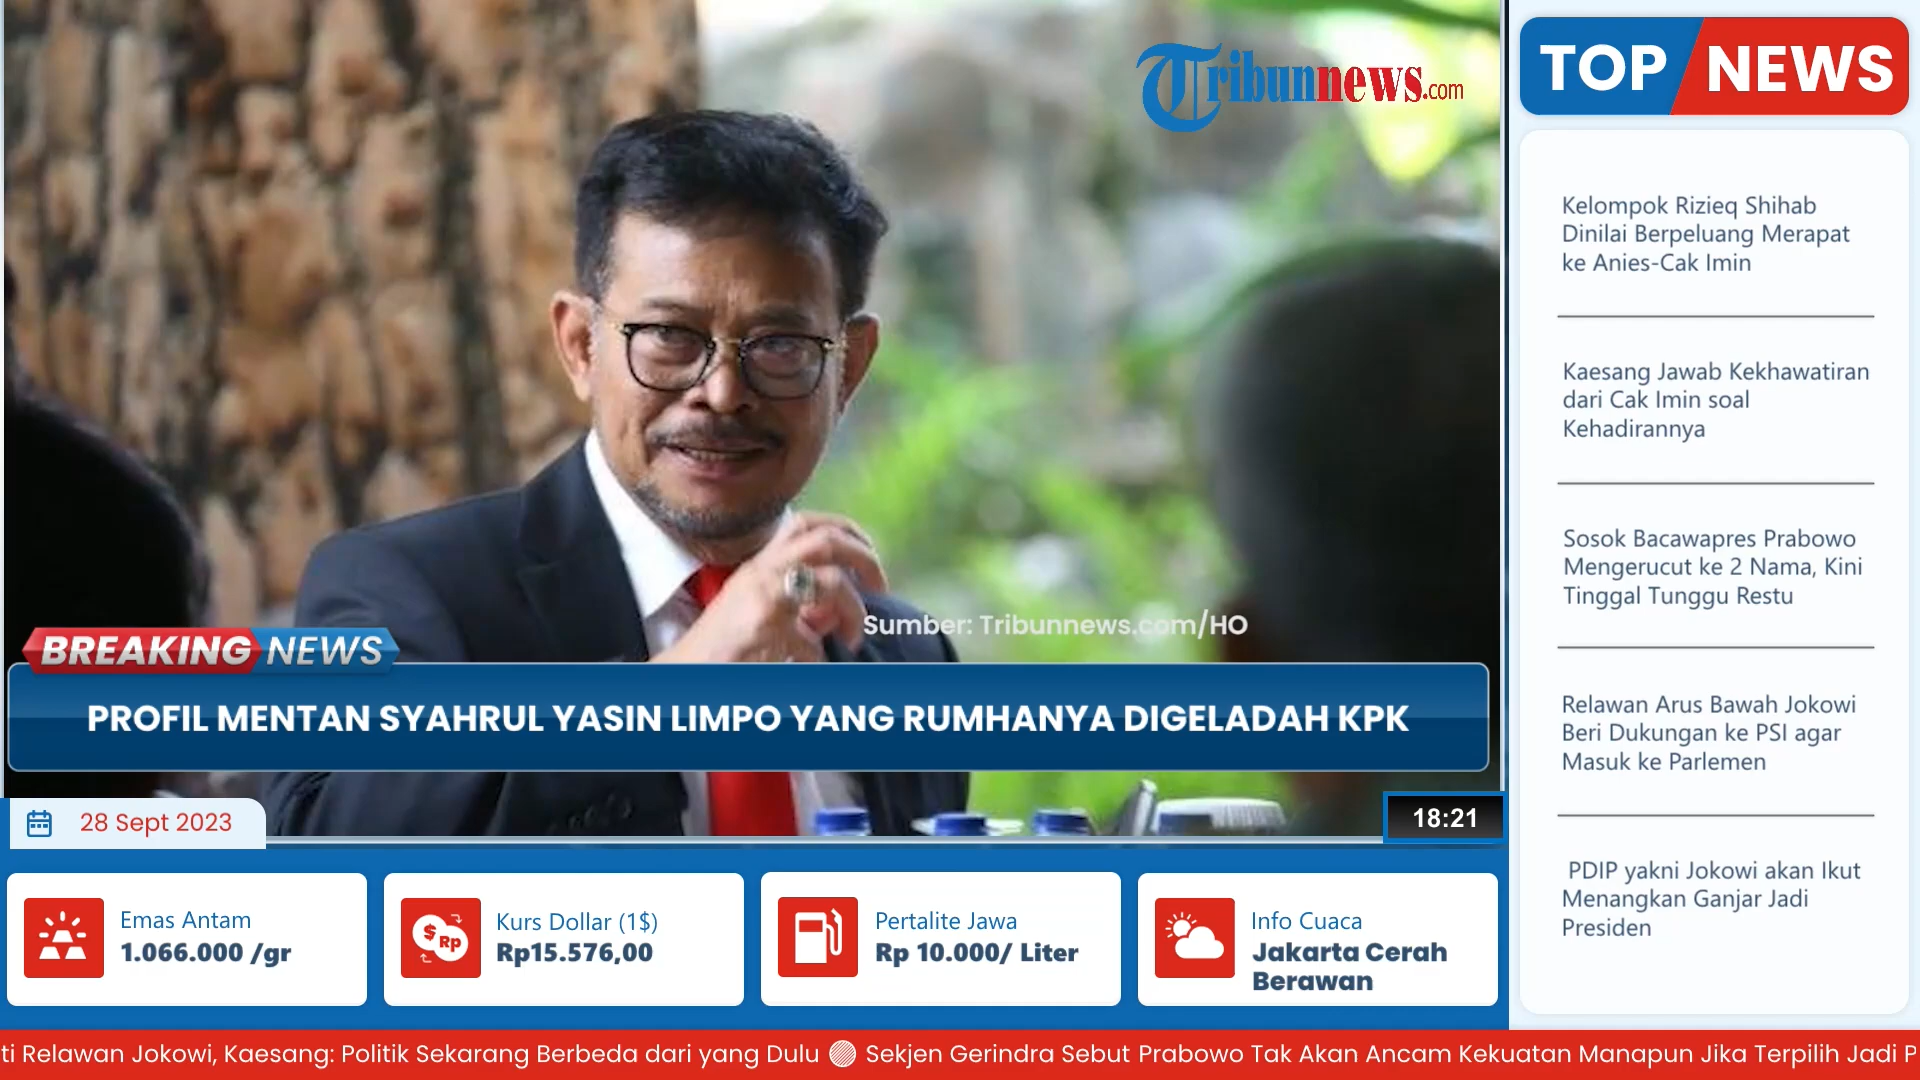 Tribunnews.com
Sumber: Tribunnews.com/HO
BREAKING NEWS
PROFIL MENTAN SYAHRUL YASIN LIMPO YANG RUMHANYA DIGELADAH KPK
28 Sept 2023
18:21
Emas Antam
1.066.000 /gr
Kurs Dollar (1$)
Rp15.576,00
Pertalite Jawa
Rp 10.000/ Liter
Info Cuaca
Jakarta Cerah
Berawan
TOP NEWS
Kelompok Rizieq Shihab
Dinilai Berpeluang Merapat
ke Anies-Cak Imin
Kaesang Jawab Kekhawatiran
dari Cak Imin soal
Kehadirannya
Sosok Bacawapres Prabowo
Mengerucut ke 2 Nama, Kini
Tinggal Tunggu Restu
Relawan Arus Bawah Jokowi
Beri Dukungan ke PSI agar
Masuk ke Parlemen
PDIP yakni Jokowi akan Ikut
Menangkan Ganjar Jadi
Presiden
ti Relawan Jokowi, Kaesang: Politik Sekarang Berbeda dari yang Dulu Sekjen Gerindra Sebut Prabowo Tak Akan Ancam Kekuatan Manapun Jika Terpilih Jadi P